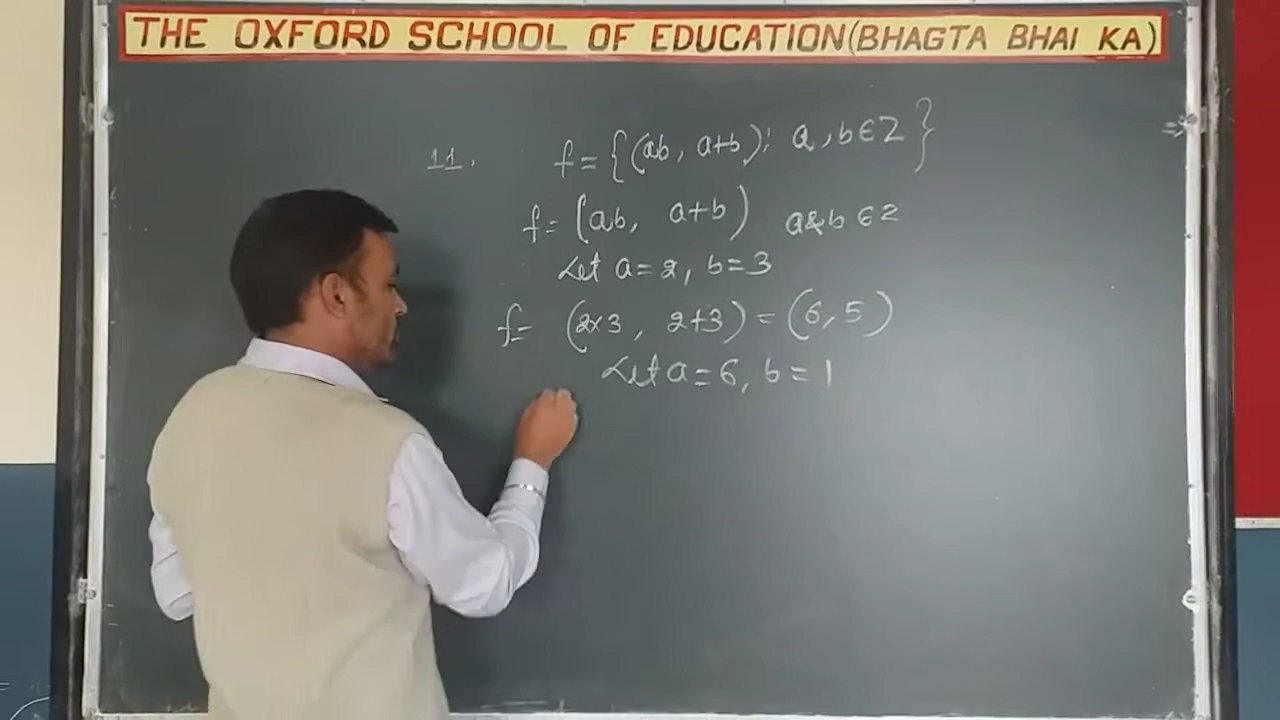 THE OXFORD SCHOOL OF EDUCATION(BHAGTA BHAI KA)
11. f={(ab, a+b): a, b∈Z}
f=(ab, a+b) a&b ∈Z
Let a=2, b=3
f= (2×3, 2+3)=(6,5)
Let a=6, b=1